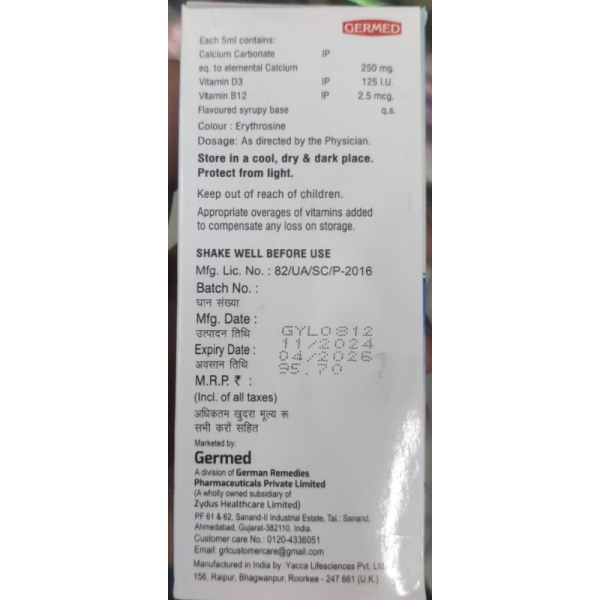 GERMED
Each 5ml contains:
Calcium Carbonate IP
eq. to elemental Calcium 250 mg.
Vitamin D3 IP 125 I.U.
Vitamin B12 IP 2.5 mcg.
Flavoured syrupy base q.s.
Colour : Erythrosine
Dosage: As directed by the Physician.
Store in a cool, dry & dark place.
Protect from light.
Keep out of reach of children.
Appropriate overages of vitamins added
to compensate any loss on storage.
SHAKE WELL BEFORE USE
Mfg. Lic. No. : 82/UA/SC/P-2016
Batch No. :
घान संख्या
Mfg. Date :
उत्पादन तिथि GYL0812
11/2024
Expiry Date : 04/2026
अवसान तिथि 95.70
M.R.P. ₹ :
(Incl. of all taxes)
अधिकतम खुदरा मूल्य रू
सभी करों सहित
Marketed by:
Germed
A division of German Remedies
Pharmaceuticals Private Limited
(A wholly owned subsidiary of
Zydus Healthcare Limited)
PF 61 & 62, Sanand-II Industrial Estate, Tal.: Sanand,
Ahmedabad, Gujarat-382110, India.
Customer care No.: 0120-4336051
Email: grlcustomercare@gmail.com
Manufactured in India by :Yacca Lifesciences Pvt. Ltd.
156, Raipur, Bhagwanpur, Roorkee - 247 661 (U.K.)